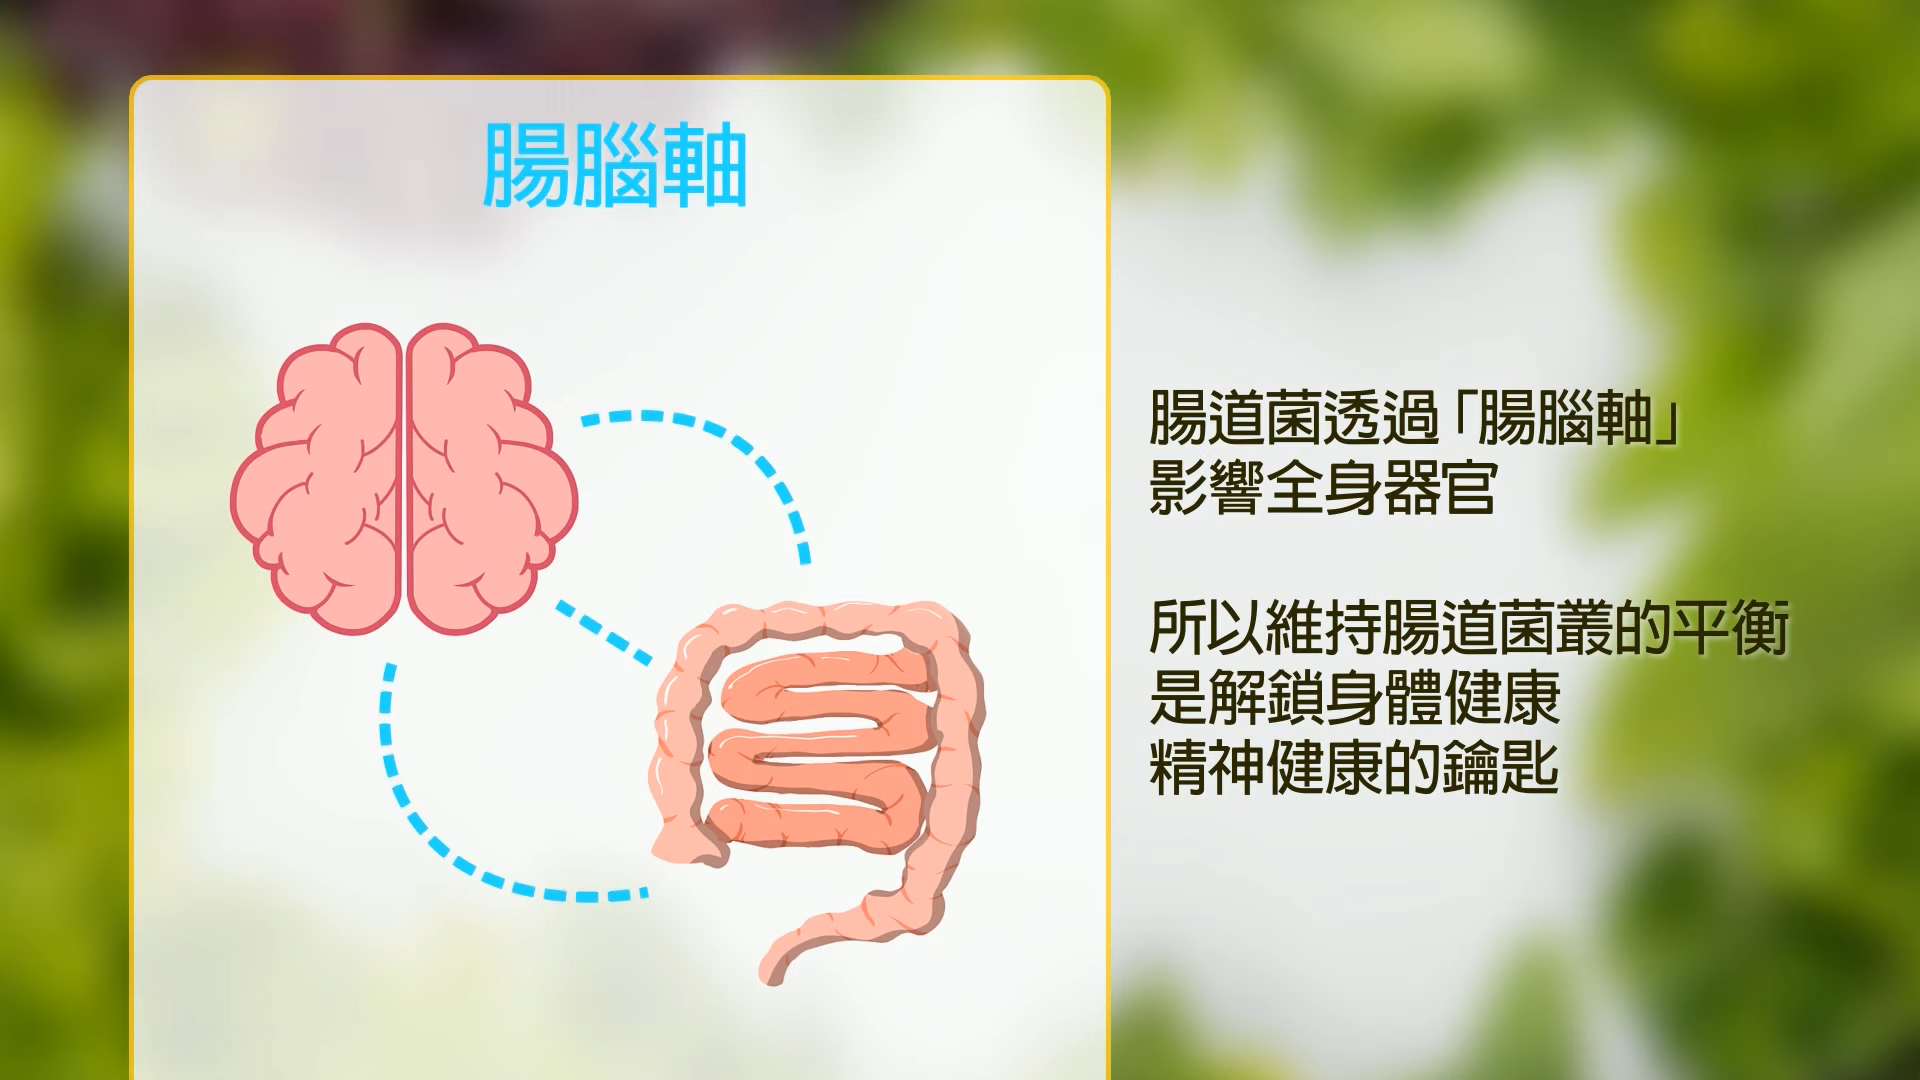 腸腦軸
腸道菌透過「腸腦軸」
影響全身器官
所以維持腸道菌叢的平衡
是解鎖身體健康
精神健康的鑰匙